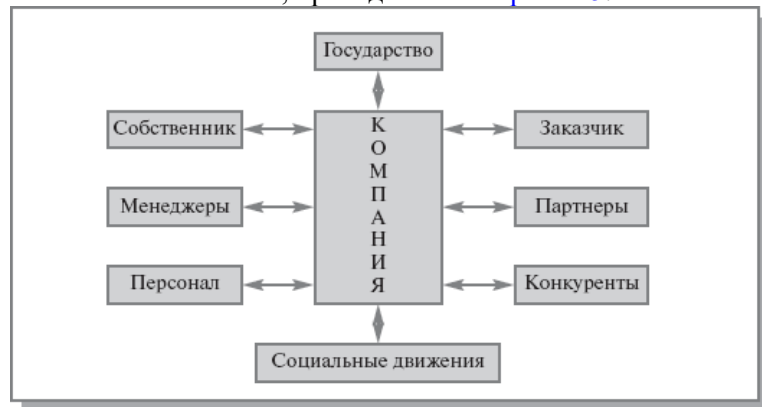 Государство
Собственник
Менеджеры
Персонал
К
О
М
П
А
Н
И
Я
Заказчик
Партнеры
Конкуренты
Социальные движения